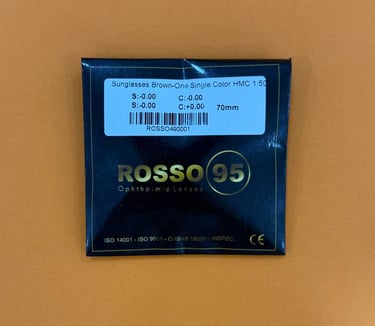 Sunglasses Brown-One Single Color HMC 1.50
S:-0.00 C:-0.00
S:-0.00 C:+0.00 70mm
ROSSO490001
ROSSO 95
Ophthalmic Lenses
ISO 14001 - ISO 9001 - OHSAS 18001 - INSPEC CE